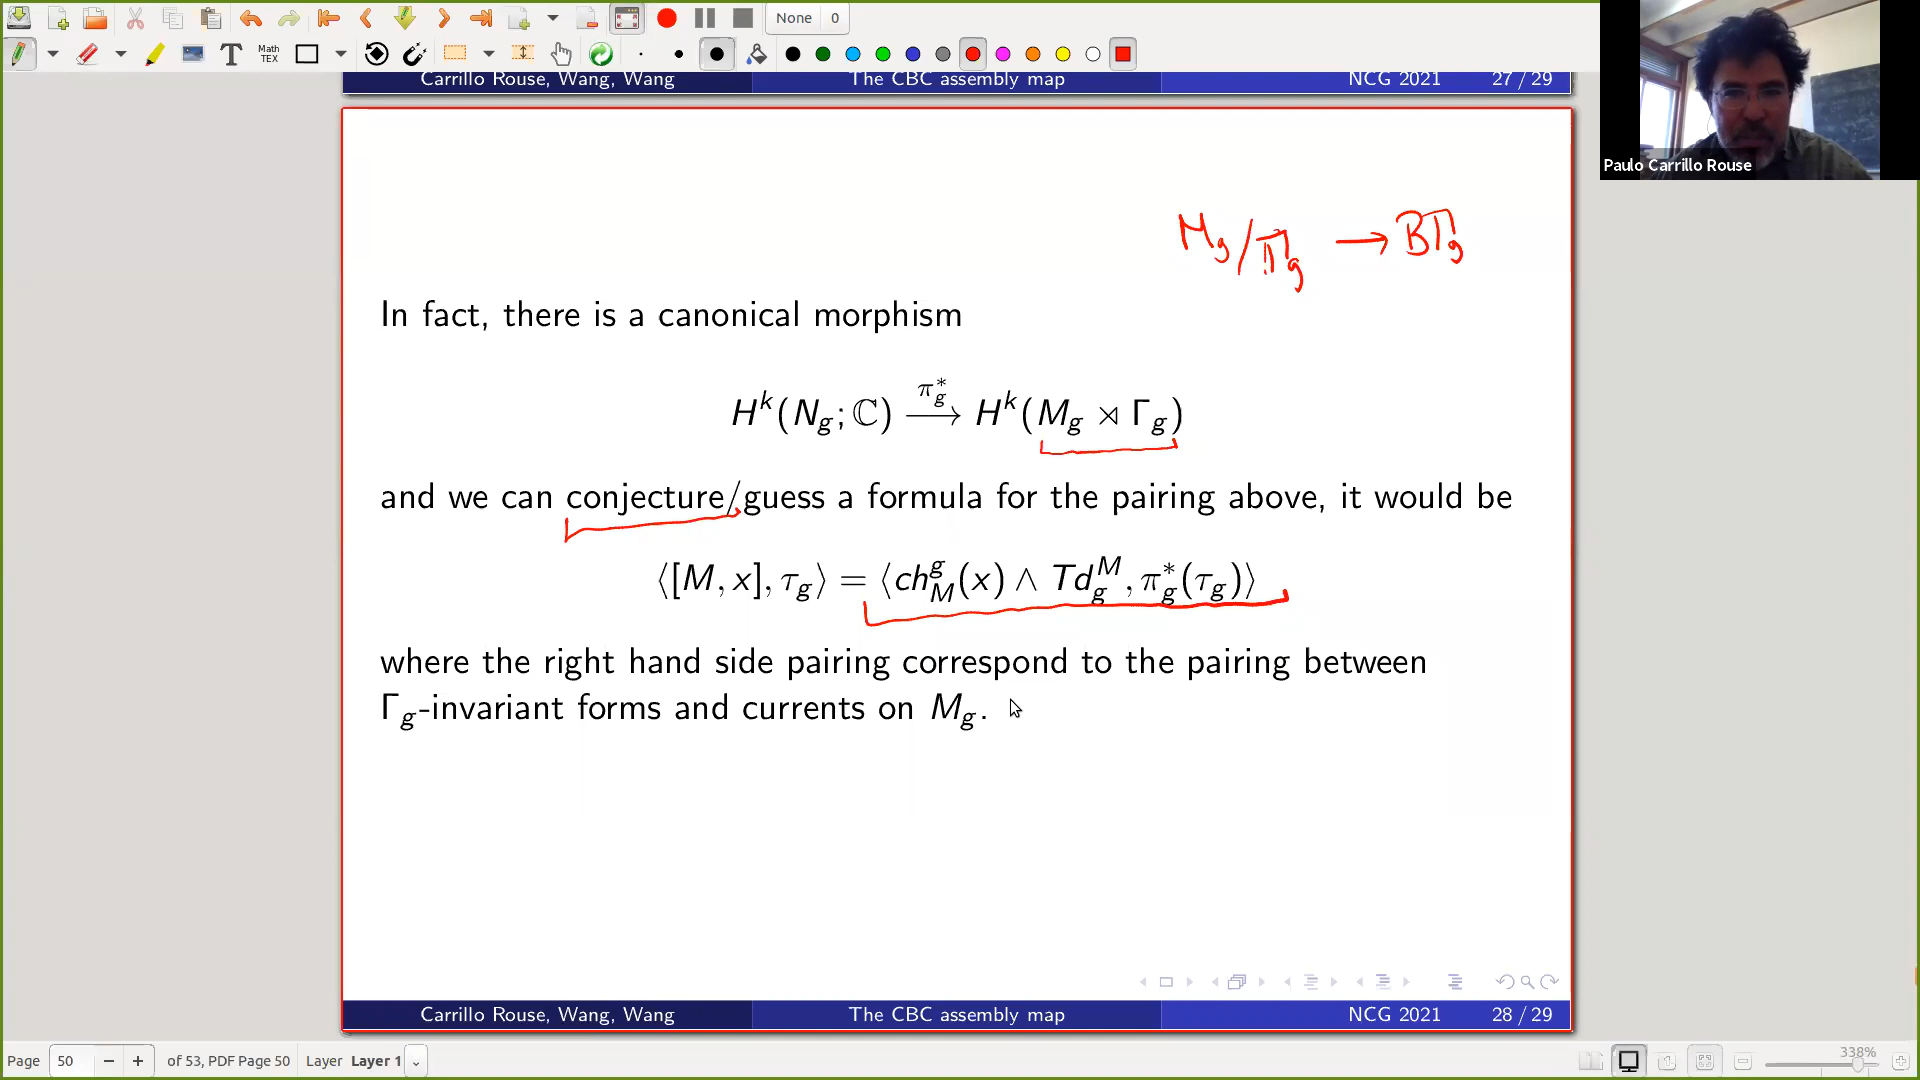 None 0
Math
TEX
Carrillo Rouse, Wang, Wang The CBC assembly map NCG 2021 27 / 29
Paulo Carrillo Rouse
M_g/Π_g → BΠ_g
In fact, there is a canonical morphism
H^k(N_g; ℂ) —π_g^*→ H^k(M_g ⋊ Γ_g)
and we can conjecture/guess a formula for the pairing above, it would be
⟨[M, x], τ_g⟩ = ⟨ch_M^g(x) ∧ Td_g^M, π_g^*(τ_g)⟩
where the right hand side pairing correspond to the pairing between
Γ_g-invariant forms and currents on M_g.
Carrillo Rouse, Wang, Wang The CBC assembly map NCG 2021 28 / 29
Page 50 of 53, PDF Page 50 Layer Layer 1 338%